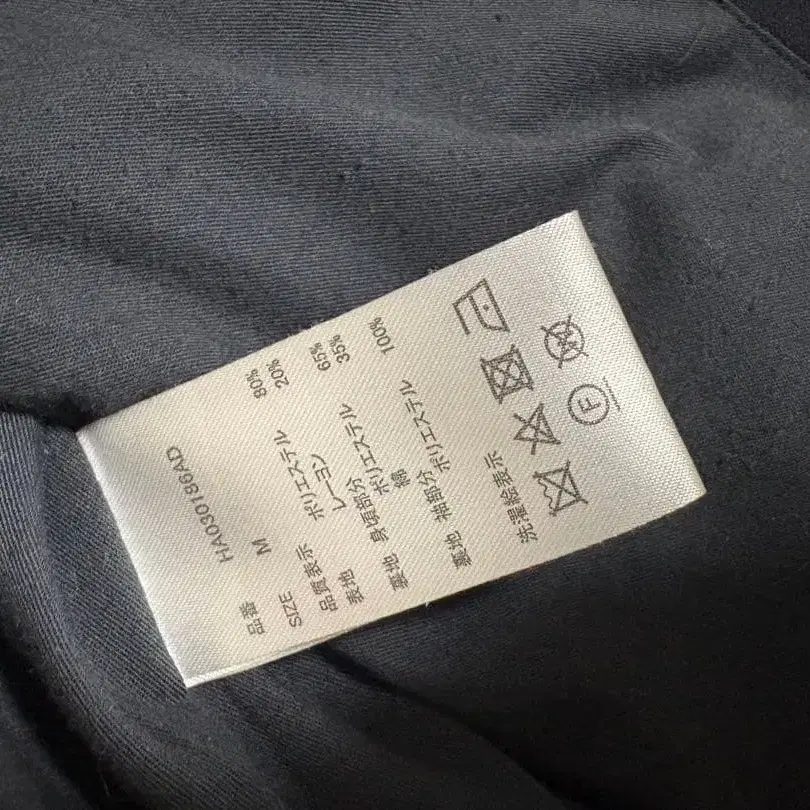 品番 HA030186AD
SIZE M
品質表示
表地 ポリエステル 80%
レーヨン 20%
裏地 身頃部分 ポリエステル 65%
綿 35%
裏地 袖部分 ポリエステル 100%
洗濯絵表示
F
W